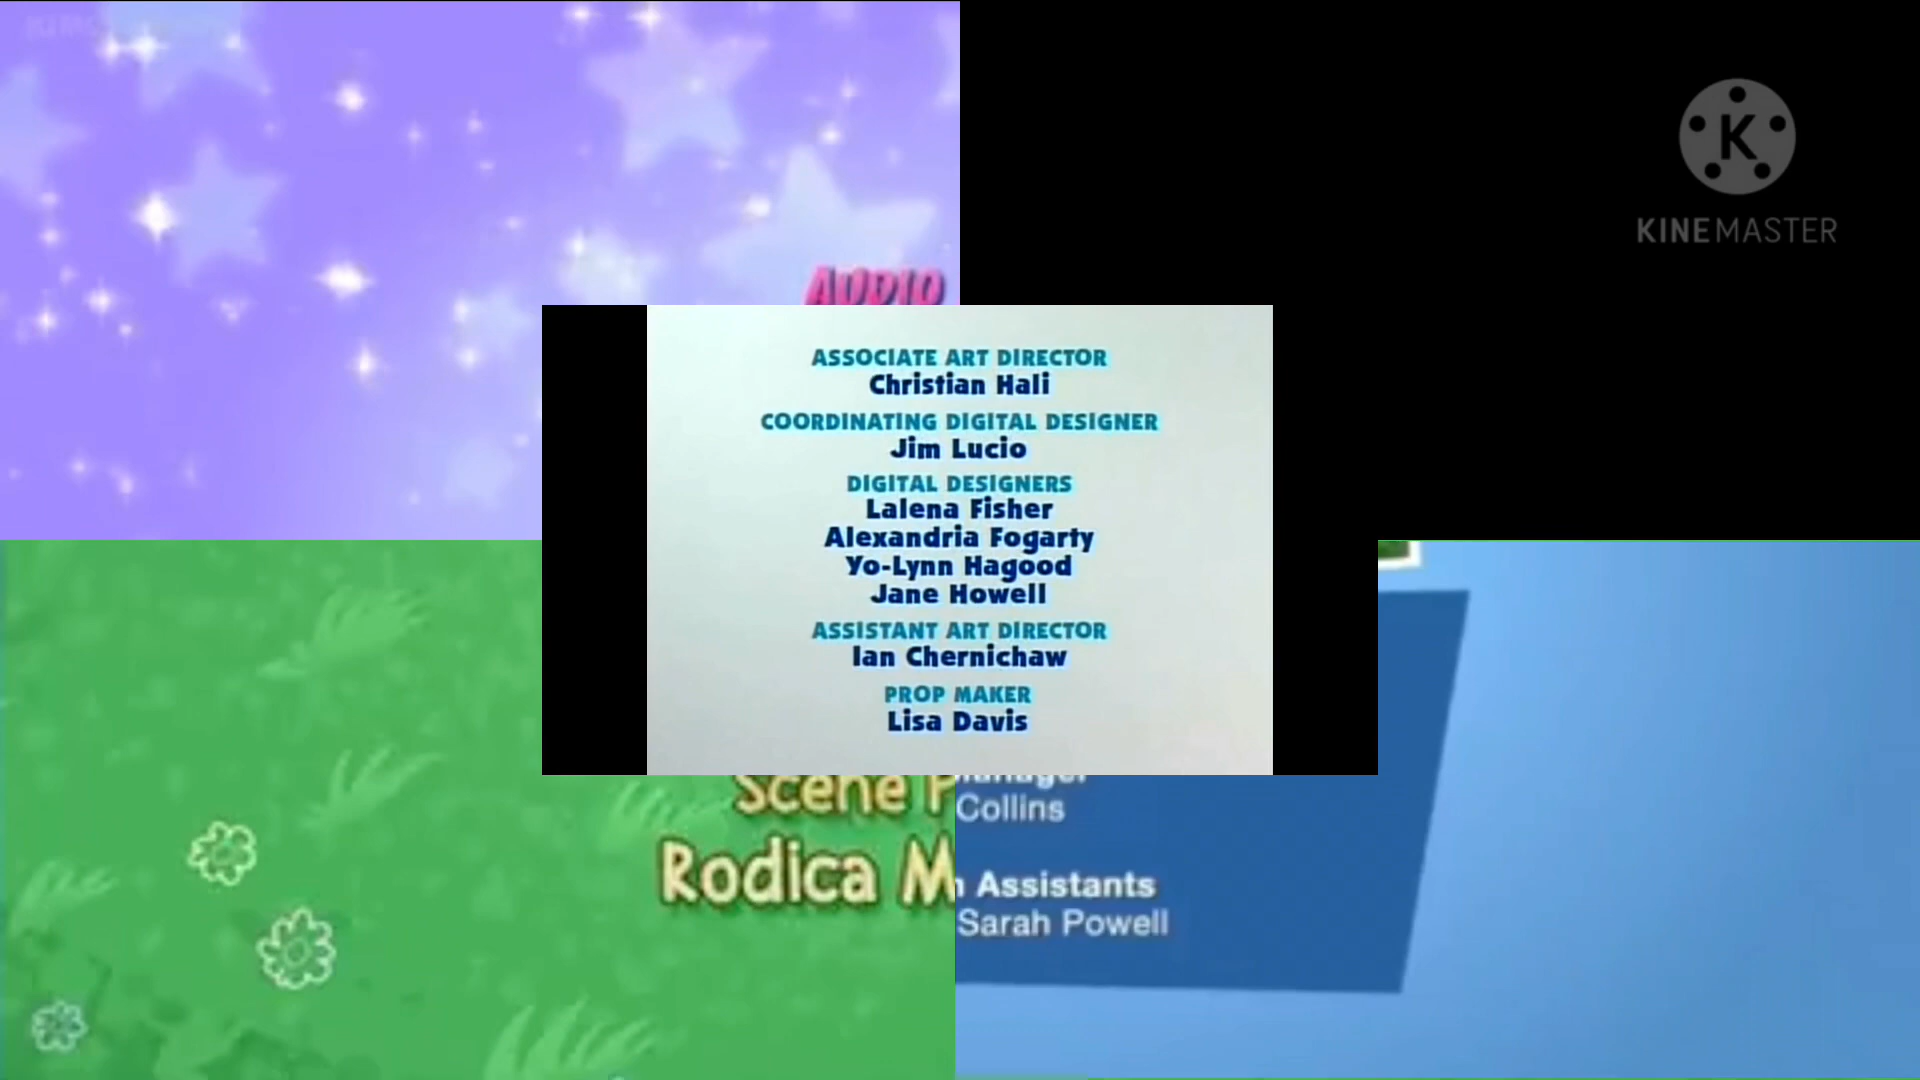 KINEMASTER
AUDIO
ASSOCIATE ART DIRECTOR
Christian Hali
COORDINATING DIGITAL DESIGNER
Jim Lucio
DIGITAL DESIGNERS
Lalena Fisher
Alexandria Fogarty
Yo-Lynn Hagood
Jane Howell
ASSISTANT ART DIRECTOR
Ian Chernichaw
PROP MAKER
Lisa Davis
Scene
Rodica M
Collins
Assistants
Sarah Powell